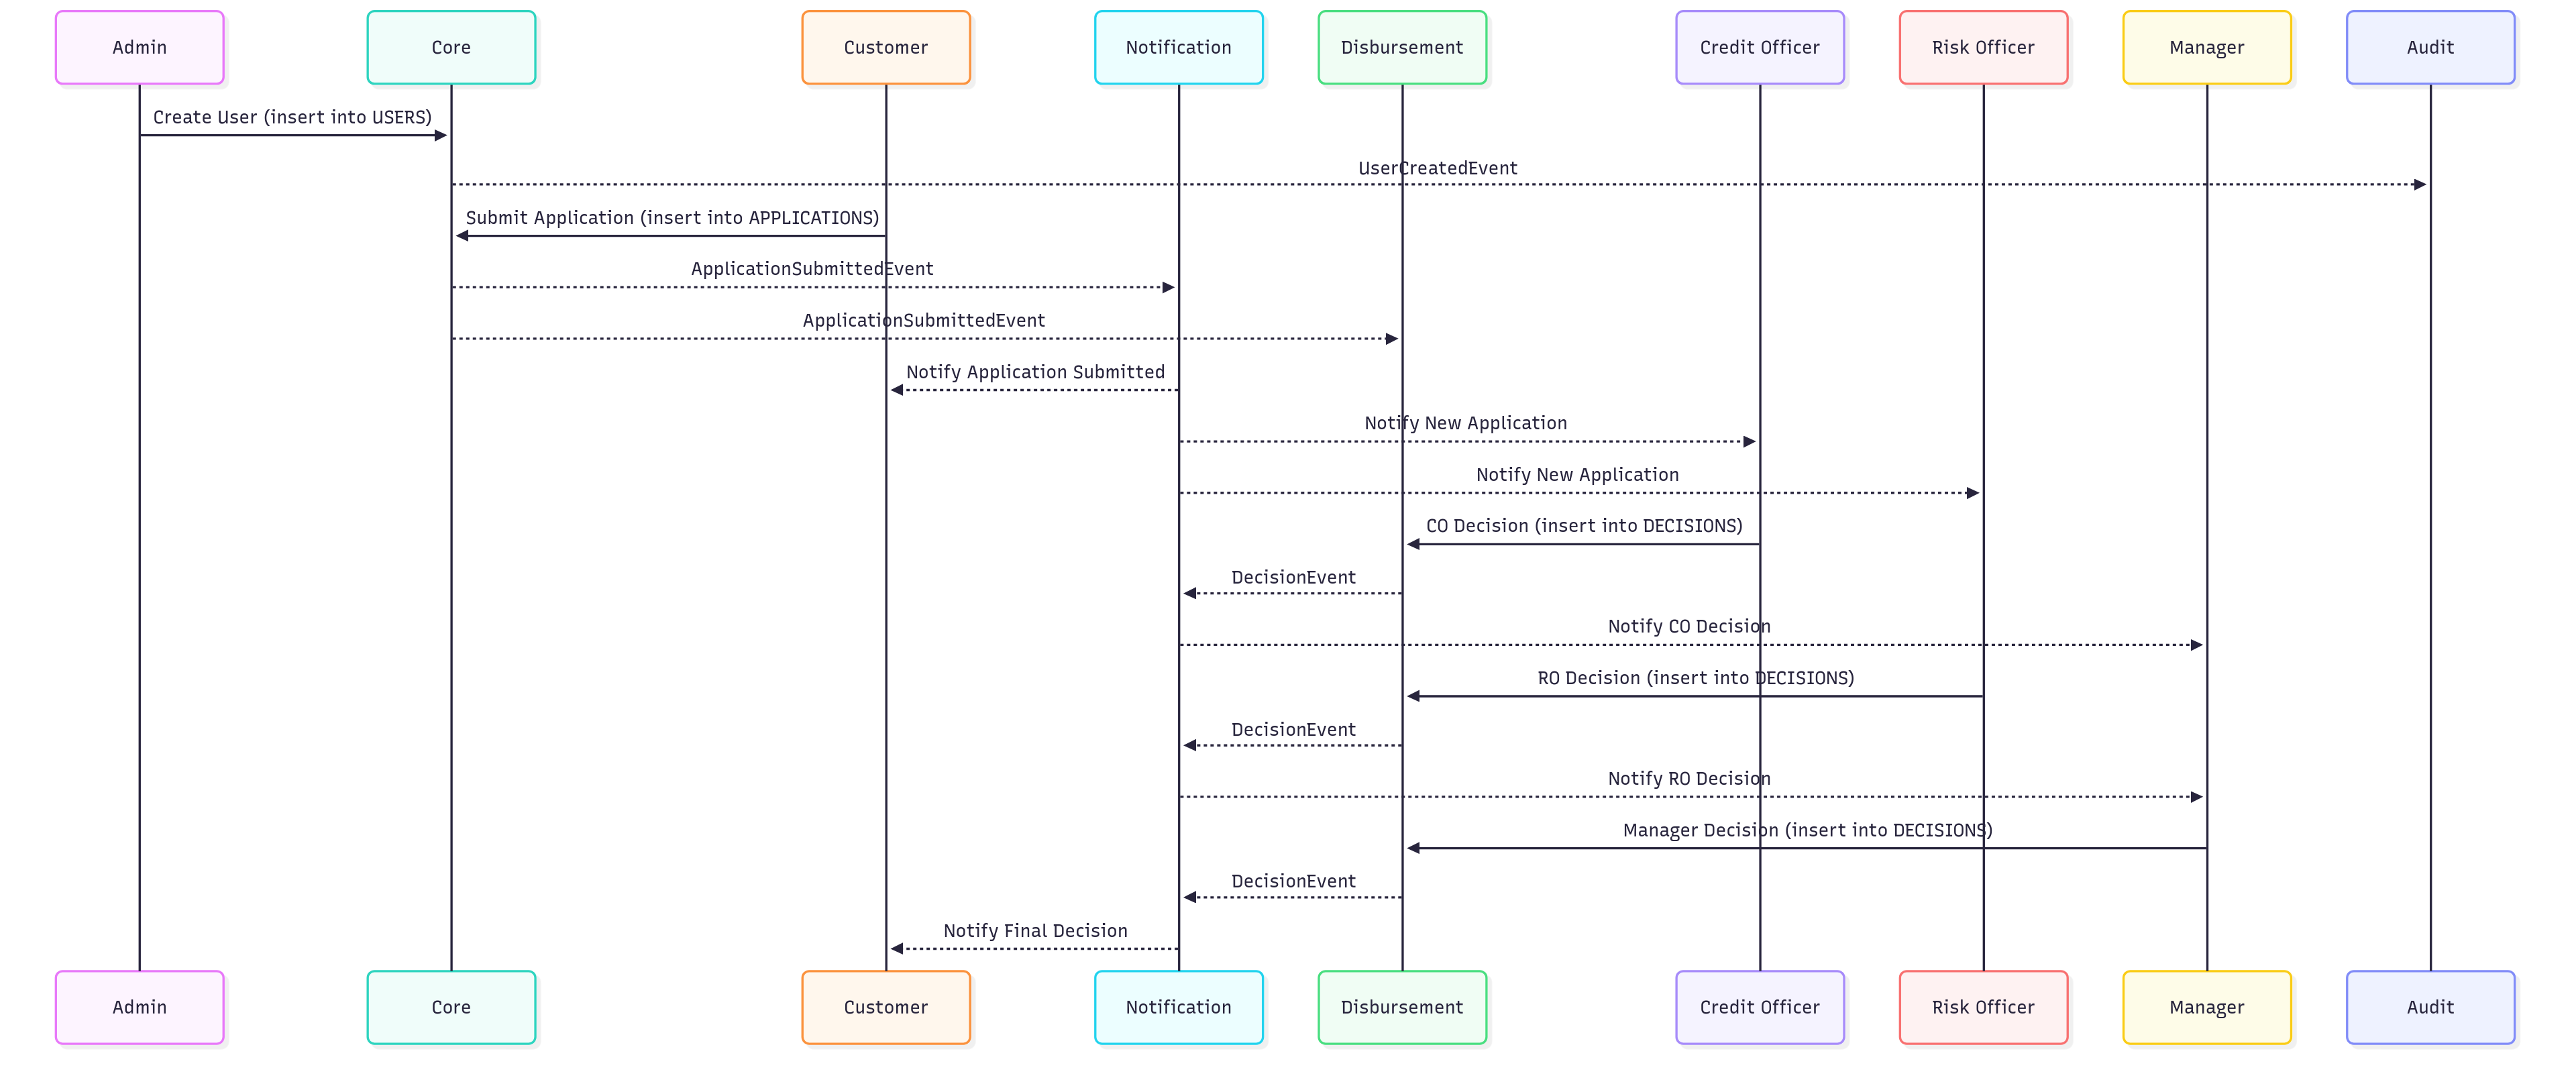 Admin
Core
Customer
Notification
Disbursement
Credit Officer
Risk Officer
Manager
Audit
Create User (insert into USERS)
UserCreatedEvent
Submit Application (insert into APPLICATIONS)
ApplicationSubmittedEvent
ApplicationSubmittedEvent
Notify Application Submitted
Notify New Application
Notify New Application
CO Decision (insert into DECISIONS)
DecisionEvent
Notify CO Decision
RO Decision (insert into DECISIONS)
DecisionEvent
Notify RO Decision
Manager Decision (insert into DECISIONS)
DecisionEvent
Notify Final Decision
Admin
Core
Customer
Notification
Disbursement
Credit Officer
Risk Officer
Manager
Audit